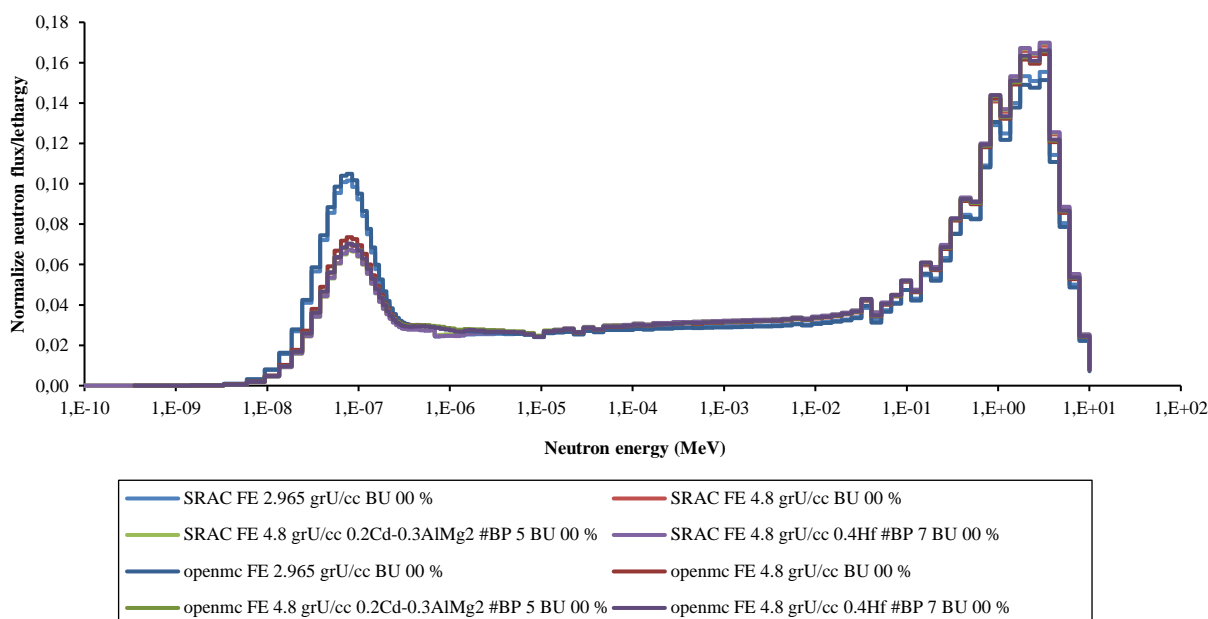 0,18
0,16
0,14
0,12
0,10
0,08
0,06
0,04
0,02
0,00
Normalize neutron flux/lethargy
1,E-10 1,E-09 1,E-08 1,E-07 1,E-06 1,E-05 1,E-04 1,E-03 1,E-02 1,E-01 1,E+00 1,E+01 1,E+02
Neutron energy (MeV)
SRAC FE 2.965 grU/cc BU 00 % SRAC FE 4.8 grU/cc BU 00 %
SRAC FE 4.8 grU/cc 0.2Cd-0.3AlMg2 #BP 5 BU 00 % SRAC FE 4.8 grU/cc 0.4Hf #BP 7 BU 00 %
openmc FE 2.965 grU/cc BU 00 % openmc FE 4.8 grU/cc BU 00 %
openmc FE 4.8 grU/cc 0.2Cd-0.3AlMg2 #BP 5 BU 00 % openmc FE 4.8 grU/cc 0.4Hf #BP 7 BU 00 %